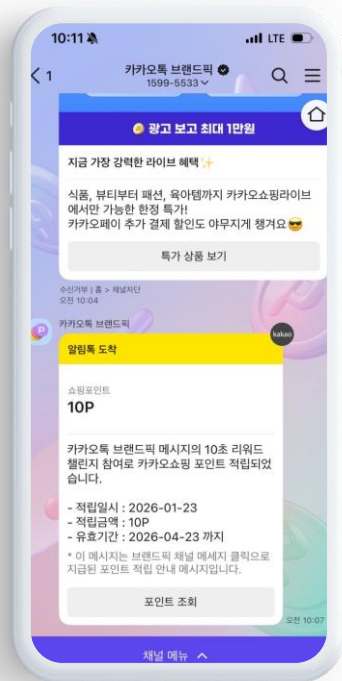 10:11
LTE
1
카카오톡 브랜드픽
1599-5533
광고 보고 최대 1만원
지금 가장 강력한 라이브 혜택✨
식품, 뷰티부터 패션, 육아템까지 카카오쇼핑라이브
에서만 가능한 한정 특가!
카카오페이 추가 결제 할인도 야무지게 챙겨요😎
특가 상품 보기
수신거부 | 홈 > 채널차단
오전 10:04
카카오톡 브랜드픽
kakao
알림톡 도착
쇼핑포인트
10P
카카오톡 브랜드픽 메시지의 10초 리워드
챌린지 참여로 카카오쇼핑 포인트 적립되었
습니다.
- 적립일시 : 2026-01-23
- 적립금액 : 10P
- 유효기간 : 2026-04-23 까지
* 이 메시지는 브랜드픽 채널 메세지 클릭으로
지급된 포인트 적립 안내 메시지입니다.
포인트 조회
오전 10:07
채널 메뉴